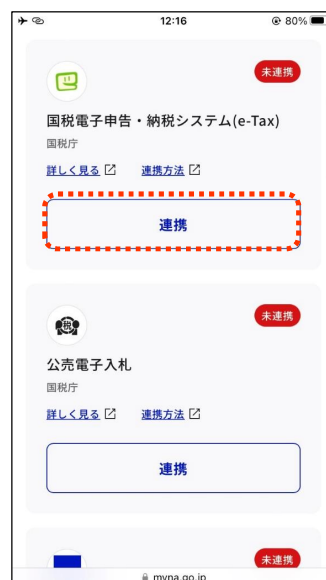 12:16
80%
未連携
国税電子申告・納税システム(e-Tax)
国税庁
詳しく見る 連携方法
連携
未連携
税
公売電子入札
国税庁
詳しく見る 連携方法
連携
未連携
myna.go.jp